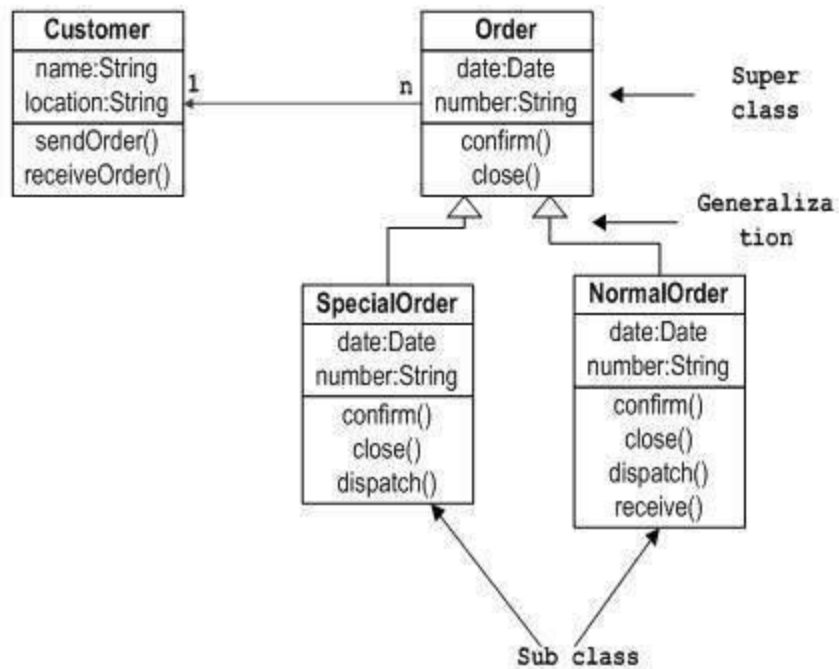 Customer
name:String
location:String
sendOrder()
receiveOrder()
1
n
Order
date:Date
number:String
confirm()
close()
Super
class
Generaliza
tion
SpecialOrder
date:Date
number:String
confirm()
close()
dispatch()
NormalOrder
date:Date
number:String
confirm()
close()
dispatch()
receive()
Sub class